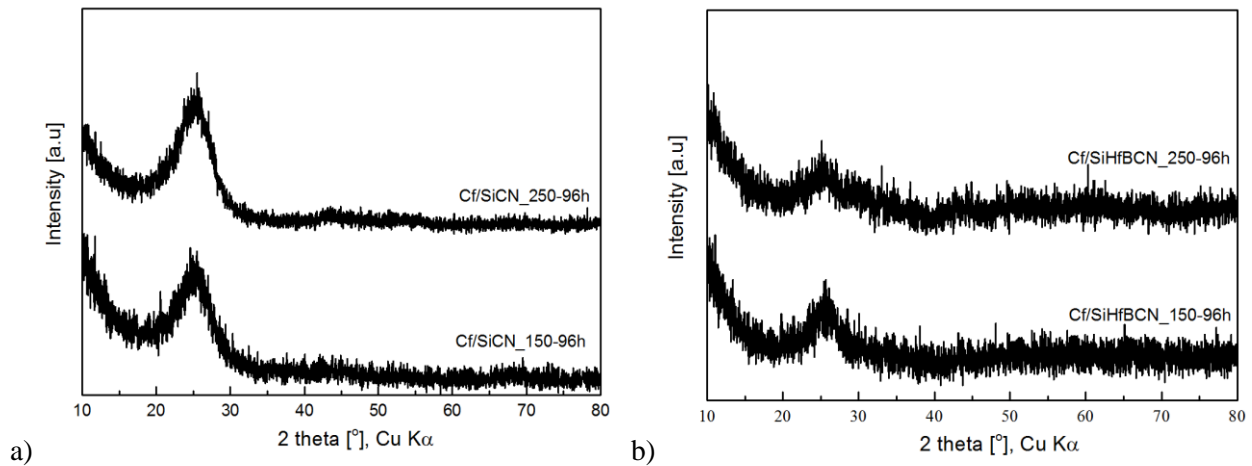 Intensity [a.u]
Cf/SiCN_250-96h
Cf/SiCN_150-96h
10 20 30 40 50 60 70 80
2 theta [°], Cu Kα
a)
Intensity [a.u]
Cf/SiHfBCN_250-96h
Cf/SiHfBCN_150-96h
10 20 30 40 50 60 70 80
2 theta [°], Cu Kα
b)